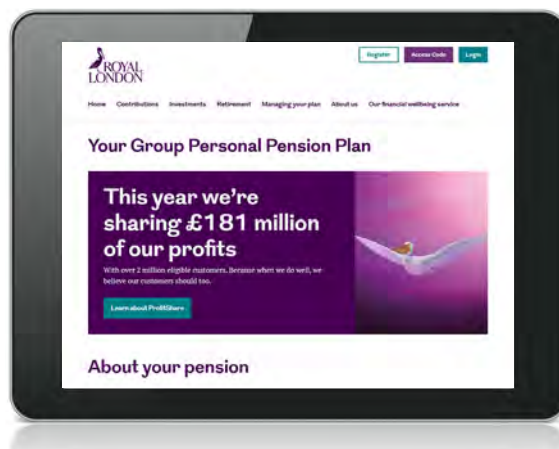 ROYAL
LONDON
Register
Access Code
Login
Home Contributions Investments Retirement Managing your plan About us Our financial wellbeing service
Your Group Personal Pension Plan
This year we're
sharing £181 million
of our profits
With over 2 million eligible customers. Because when we do well, we
believe our customers should too.
Learn about ProfitShare
About your pension